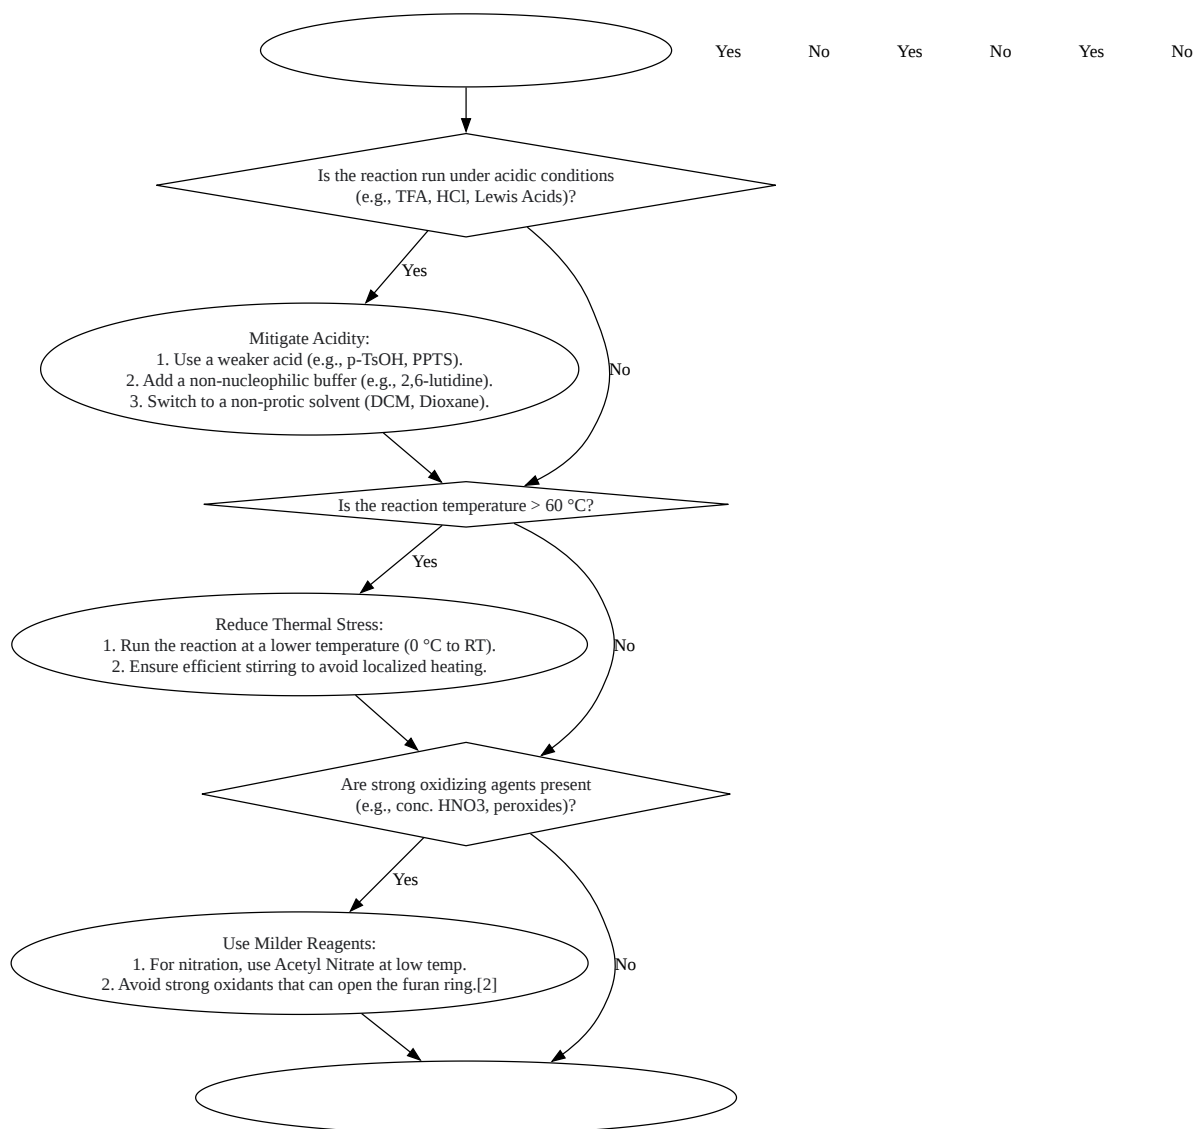 Yes No Yes No Yes No
Is the reaction run under acidic conditions
(e.g., TFA, HCl, Lewis Acids)?
Yes
Mitigate Acidity:
1. Use a weaker acid (e.g., p-TsOH, PPTS).
2. Add a non-nucleophilic buffer (e.g., 2,6-lutidine).
3. Switch to a non-protic solvent (DCM, Dioxane).
No
Is the reaction temperature > 60 °C?
Yes
Reduce Thermal Stress:
1. Run the reaction at a lower temperature (0 °C to RT).
2. Ensure efficient stirring to avoid localized heating.
No
Are strong oxidizing agents present
(e.g., conc. HNO3, peroxides)?
Yes
Use Milder Reagents:
1. For nitration, use Acetyl Nitrate at low temp.
2. Avoid strong oxidants that can open the furan ring.[2]
No